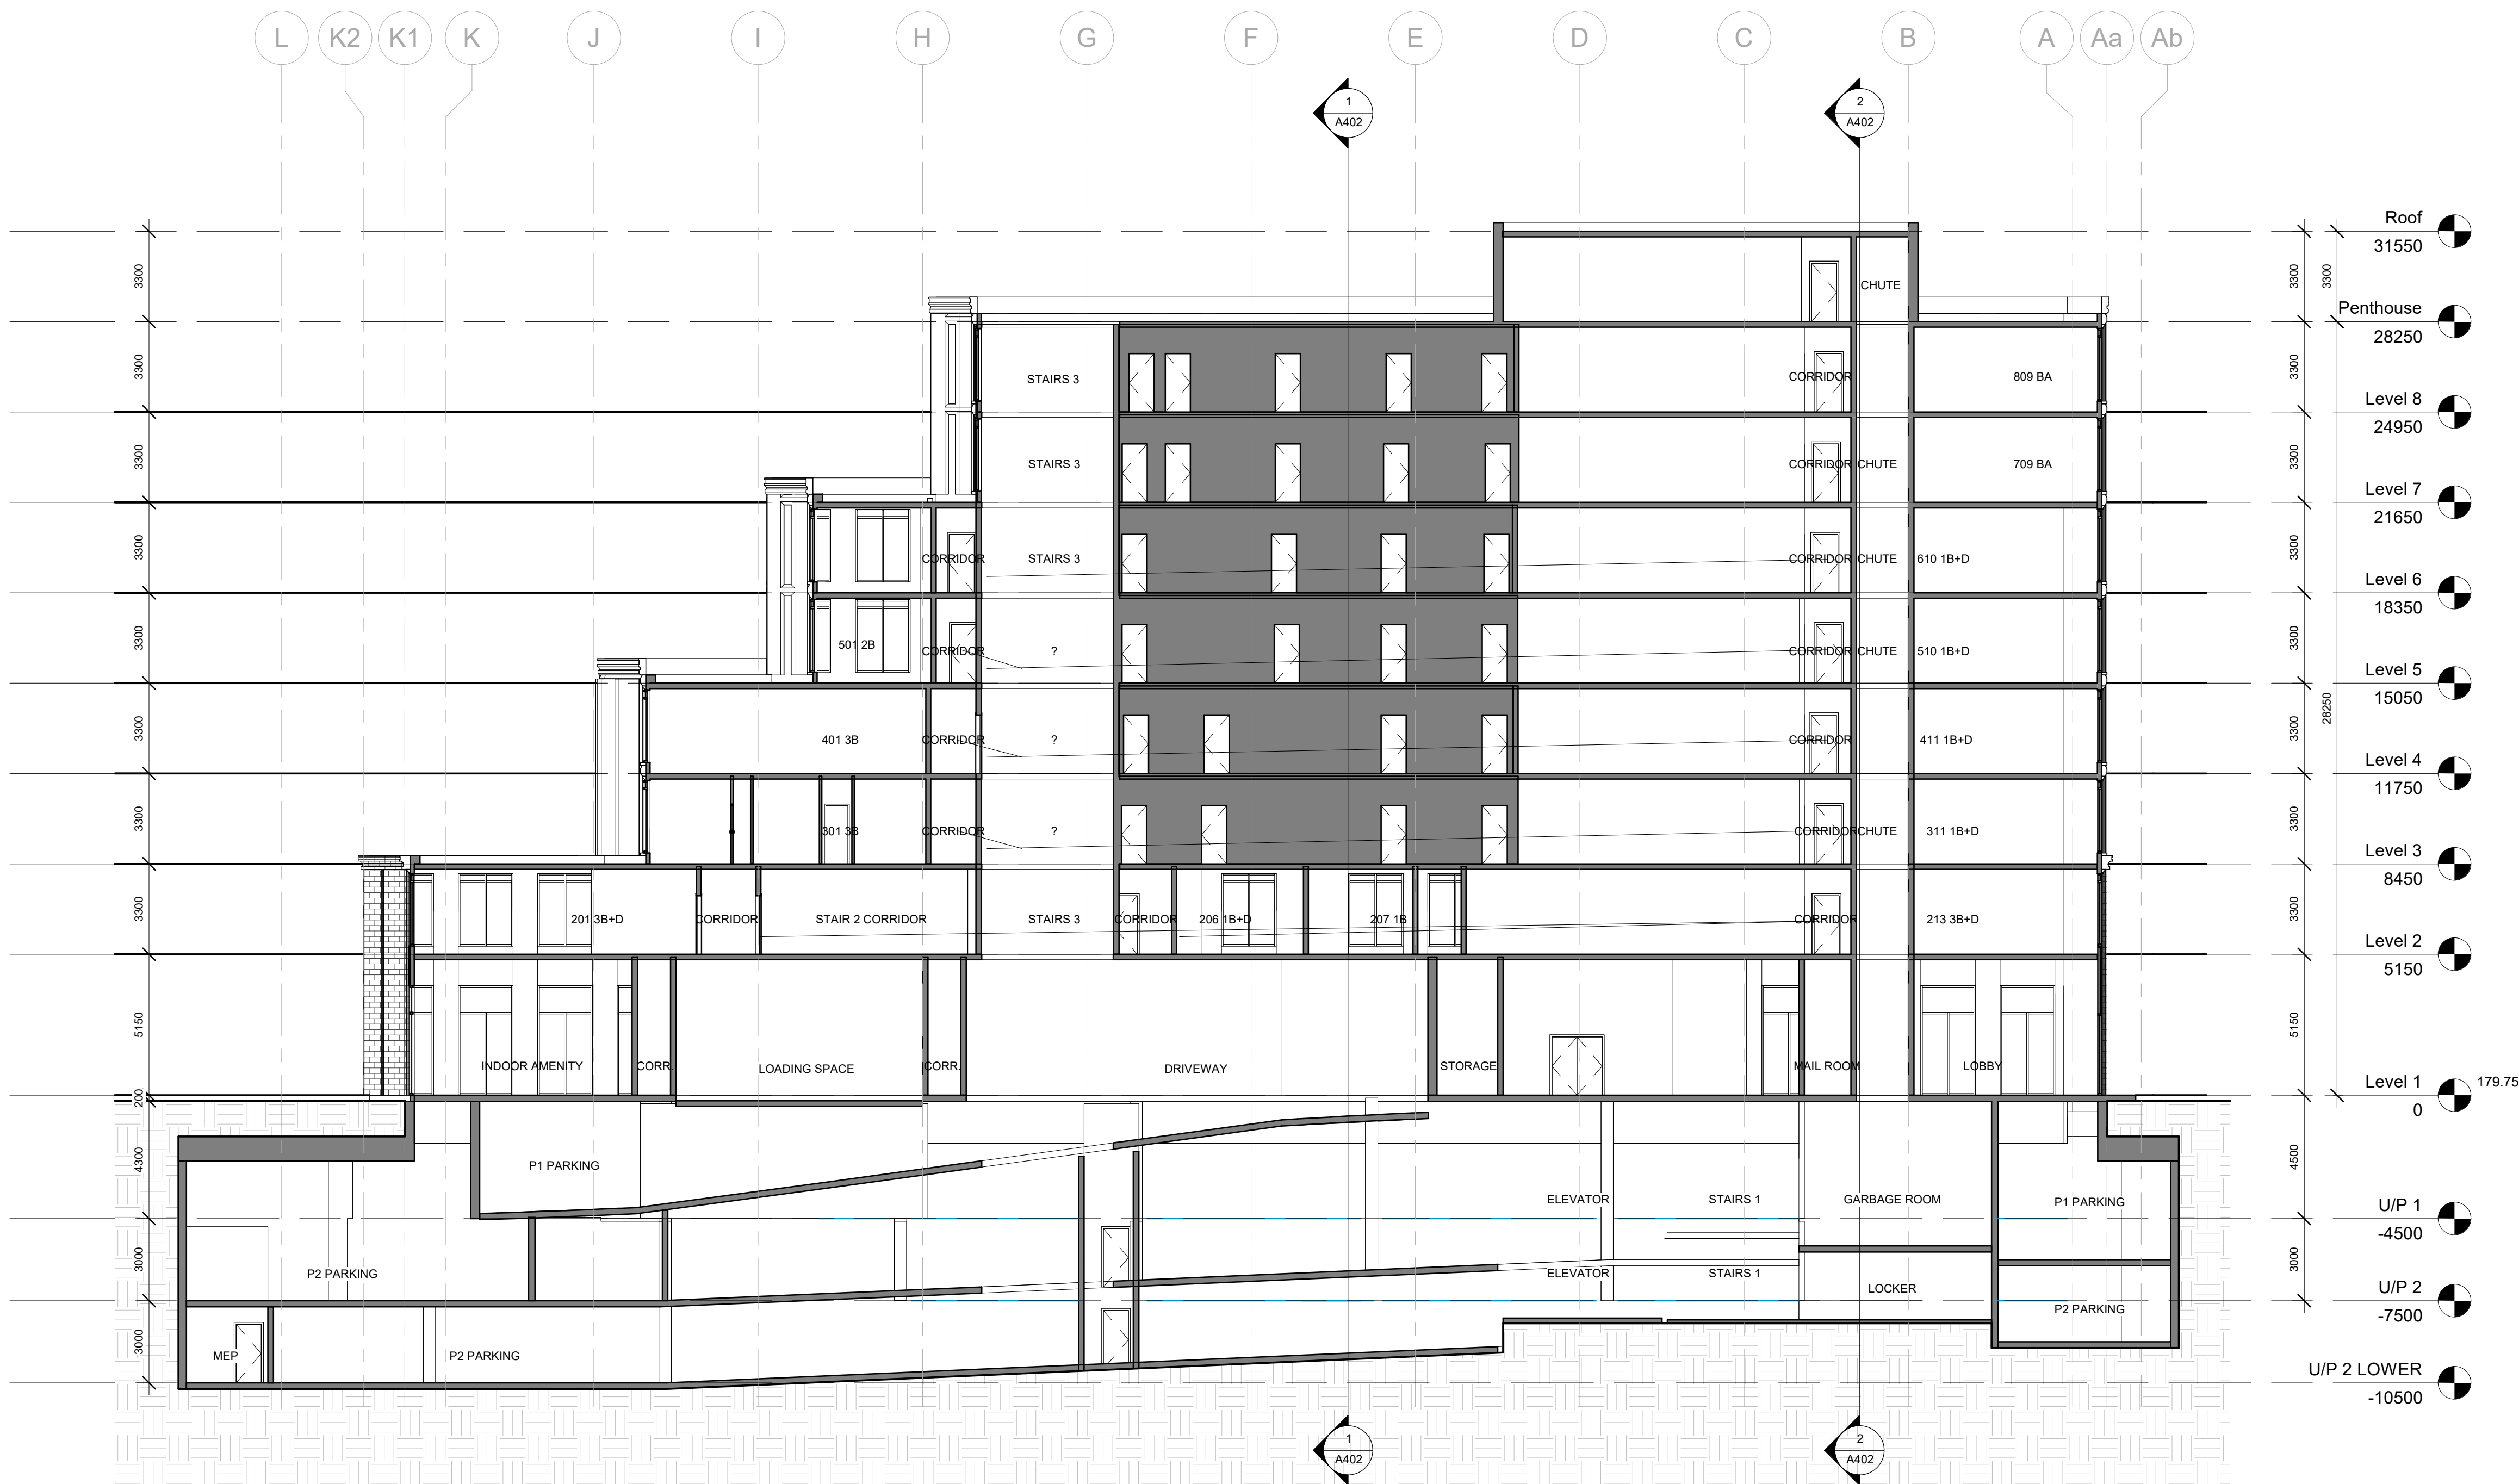 L K2 K1 K J I H G F E D C B A Aa Ab
1
A402
2
A402
Roof
31550
3300
3300
3300
CHUTE
Penthouse
28250
3300
STAIRS 3
CORRIDOR
809 BA
3300
Level 8
24950
3300
STAIRS 3
CORRIDOR
CHUTE
709 BA
3300
Level 7
21650
3300
CORRIDOR
STAIRS 3
CORRIDOR
CHUTE
610 1B+D
3300
Level 6
18350
3300
501 2B
CORRIDOR
?
CORRIDOR
CHUTE
510 1B+D
3300
Level 5
15050
28250
3300
401 3B
CORRIDOR
?
CORRIDOR
411 1B+D
3300
Level 4
11750
3300
301 3B
CORRIDOR
?
CORRIDOR
CHUTE
311 1B+D
3300
Level 3
8450
3300
201 3B+D
CORRIDOR
STAIR 2 CORRIDOR
STAIRS 3
CORRIDOR
206 1B+D
207 1B
CORRIDOR
213 3B+D
3300
Level 2
5150
5150
INDOOR AMENITY
CORR.
LOADING SPACE
CORR.
DRIVEWAY
STORAGE
MAIL ROOM
LOBBY
5150
Level 1
0
179.75
200
4300
P1 PARKING
ELEVATOR
STAIRS 1
GARBAGE ROOM
P1 PARKING
4500
U/P 1
-4500
3000
P2 PARKING
ELEVATOR
STAIRS 1
LOCKER
P2 PARKING
3000
U/P 2
-7500
3000
MEP
P2 PARKING
U/P 2 LOWER
-10500
1
A402
2
A402